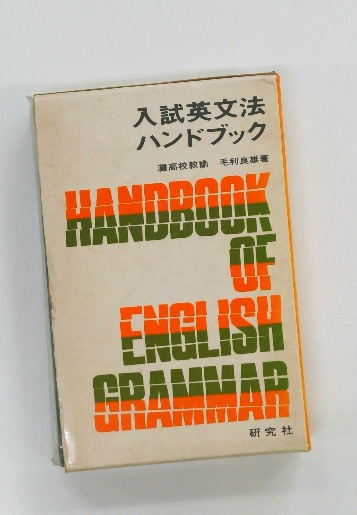 入試英文法
ハンドブック
灘高校教諭 毛利良雄著
HANDBOOK
OF
ENGLISH
GRAMMAR
研究社